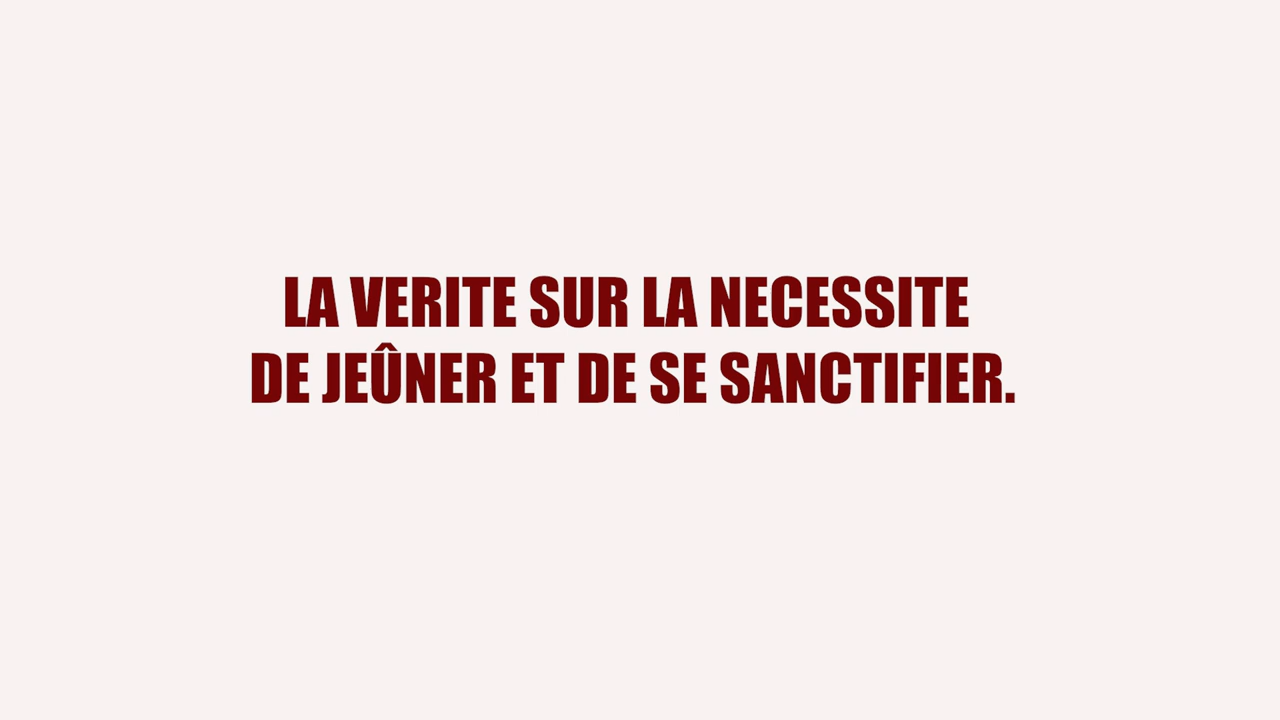 LA VERITE SUR LA NECESSITE
DE JEÛNER ET DE SE SANCTIFIER.